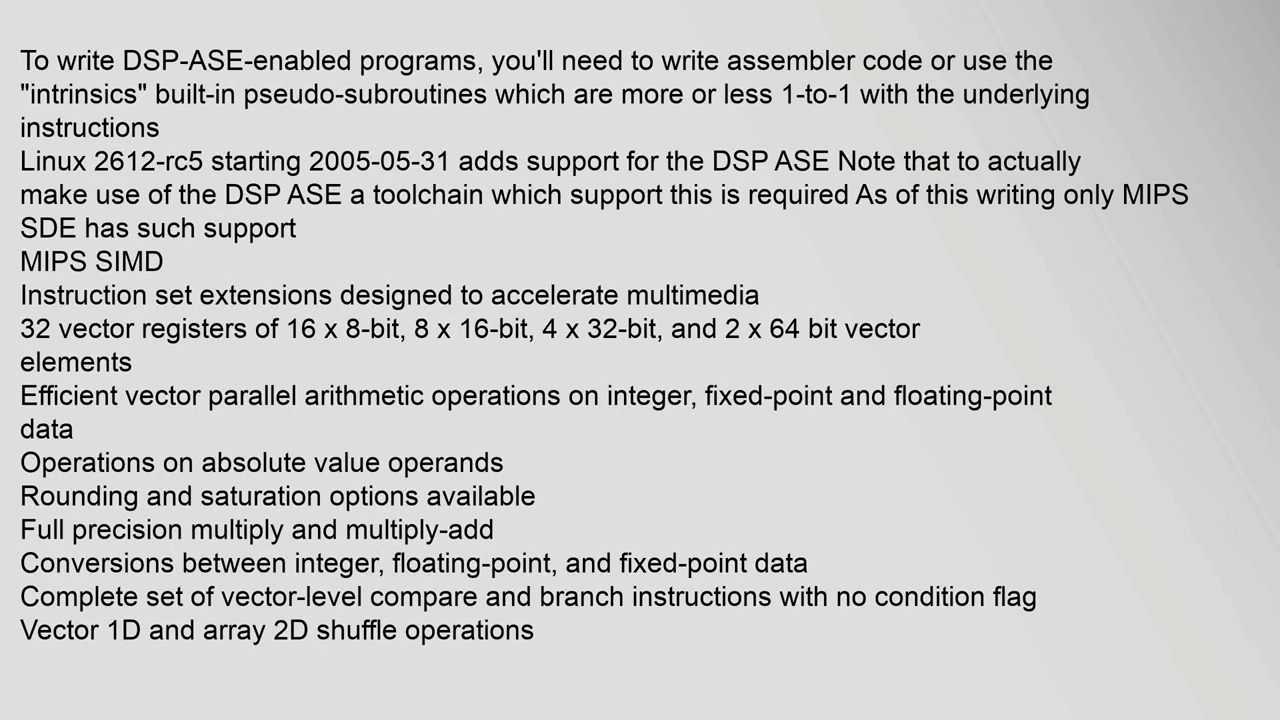 To write DSP-ASE-enabled programs, you'll need to write assembler code or use the
"intrinsics" built-in pseudo-subroutines which are more or less 1-to-1 with the underlying
instructions
Linux 2612-rc5 starting 2005-05-31 adds support for the DSP ASE Note that to actually
make use of the DSP ASE a toolchain which support this is required As of this writing only MIPS
SDE has such support
MIPS SIMD
Instruction set extensions designed to accelerate multimedia
32 vector registers of 16 x 8-bit, 8 x 16-bit, 4 x 32-bit, and 2 x 64 bit vector
elements
Efficient vector parallel arithmetic operations on integer, fixed-point and floating-point
data
Operations on absolute value operands
Rounding and saturation options available
Full precision multiply and multiply-add
Conversions between integer, floating-point, and fixed-point data
Complete set of vector-level compare and branch instructions with no condition flag
Vector 1D and array 2D shuffle operations